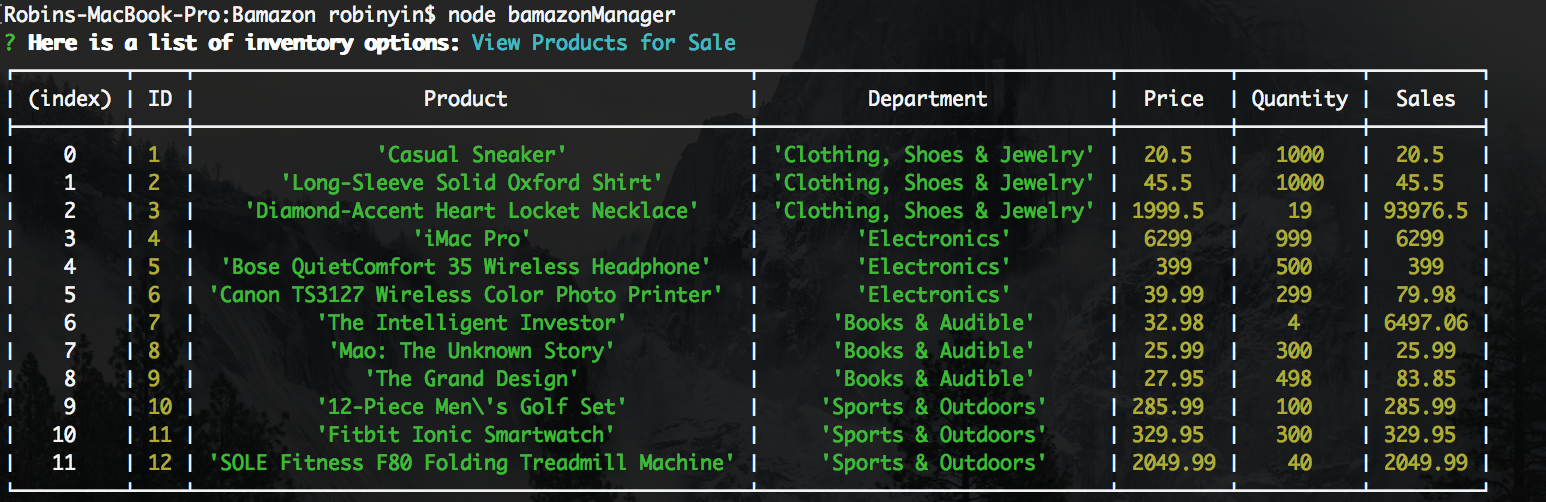 Robins-MacBook-Pro:Bamazon robinyin$ node bamazonManager
? Here is a list of inventory options: View Products for Sale
(index) ID Product Department Price Quantity Sales
0 1 'Casual Sneaker' 'Clothing, Shoes & Jewelry' 20.5 1000 20.5
1 2 'Long-Sleeve Solid Oxford Shirt' 'Clothing, Shoes & Jewelry' 45.5 1000 45.5
2 3 'Diamond-Accent Heart Locket Necklace' 'Clothing, Shoes & Jewelry' 1999.5 19 93976.5
3 4 'iMac Pro' 'Electronics' 6299 999 6299
4 5 'Bose QuietComfort 35 Wireless Headphone' 'Electronics' 399 500 399
5 6 'Canon TS3127 Wireless Color Photo Printer' 'Electronics' 39.99 299 79.98
6 7 'The Intelligent Investor' 'Books & Audible' 32.98 4 6497.06
7 8 'Mao: The Unknown Story' 'Books & Audible' 25.99 300 25.99
8 9 'The Grand Design' 'Books & Audible' 27.95 498 83.85
9 10 '12-Piece Men\'s Golf Set' 'Sports & Outdoors' 285.99 100 285.99
10 11 'Fitbit Ionic Smartwatch' 'Sports & Outdoors' 329.95 300 329.95
11 12 'SOLE Fitness F80 Folding Treadmill Machine' 'Sports & Outdoors' 2049.99 40 2049.99